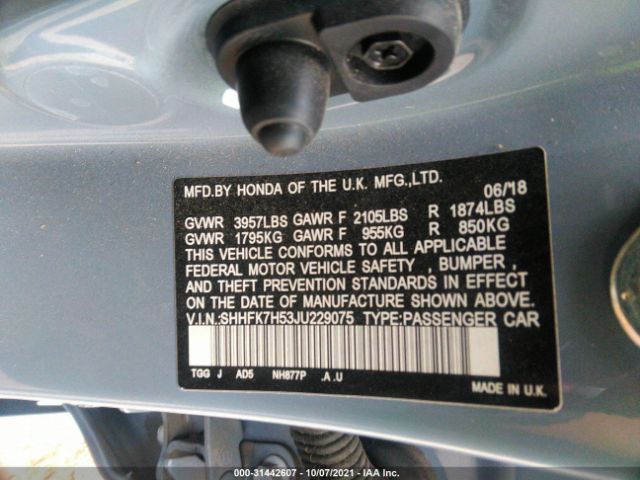 MFD.BY HONDA OF THE U.K. MFG.,LTD. 06/18
GVWR 3957LBS GAWR F 2105LBS R 1874LBS
GVWR 1795KG GAWR F 955KG R 850KG
THIS VEHICLE CONFORMS TO ALL APPLICABLE
FEDERAL MOTOR VEHICLE SAFETY , BUMPER ,
AND THEFT PREVENTION STANDARDS IN EFFECT
ON THE DATE OF MANUFACTURE SHOWN ABOVE.
V.I.N.:SHHFK7H53JU229075 TYPE:PASSENGER CAR
TGG J AD5 NH877P .A.U
MADE IN U.K.
000-31442607 - 10/07/2021 - IAA Inc.